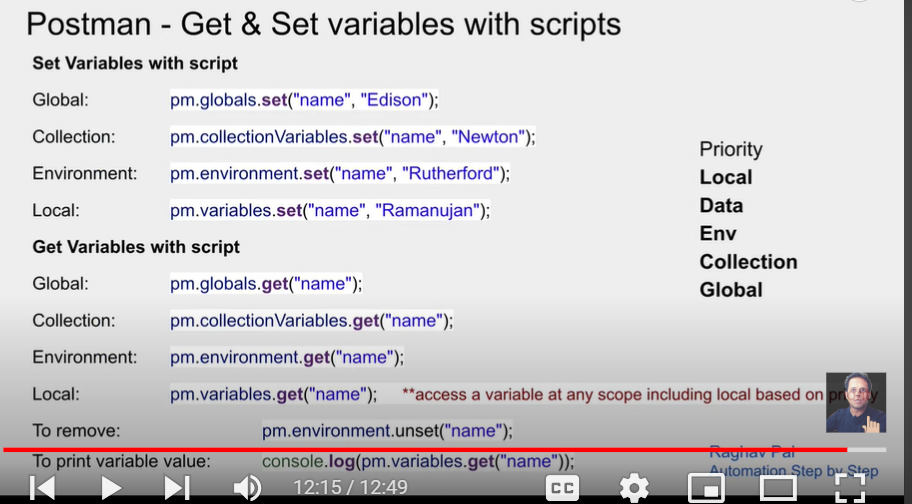 Postman - Get & Set variables with scripts
Set Variables with script
Global: pm.globals.set("name", "Edison");
Collection: pm.collectionVariables.set("name", "Newton");
Environment: pm.environment.set("name", "Rutherford");
Local: pm.variables.set("name", "Ramanujan");
Get Variables with script
Global: pm.globals.get("name");
Collection: pm.collectionVariables.get("name");
Environment: pm.environment.get("name");
Local: pm.variables.get("name"); **access a variable at any scope including local based on
To remove: pm.environment.unset("name");
To print variable value: console.log(pm.variables.get("name"));
Priority
Local
Data
Env
Collection
Global
Raghav Pal
Automation Step by Step
12:15 / 12:49
CC